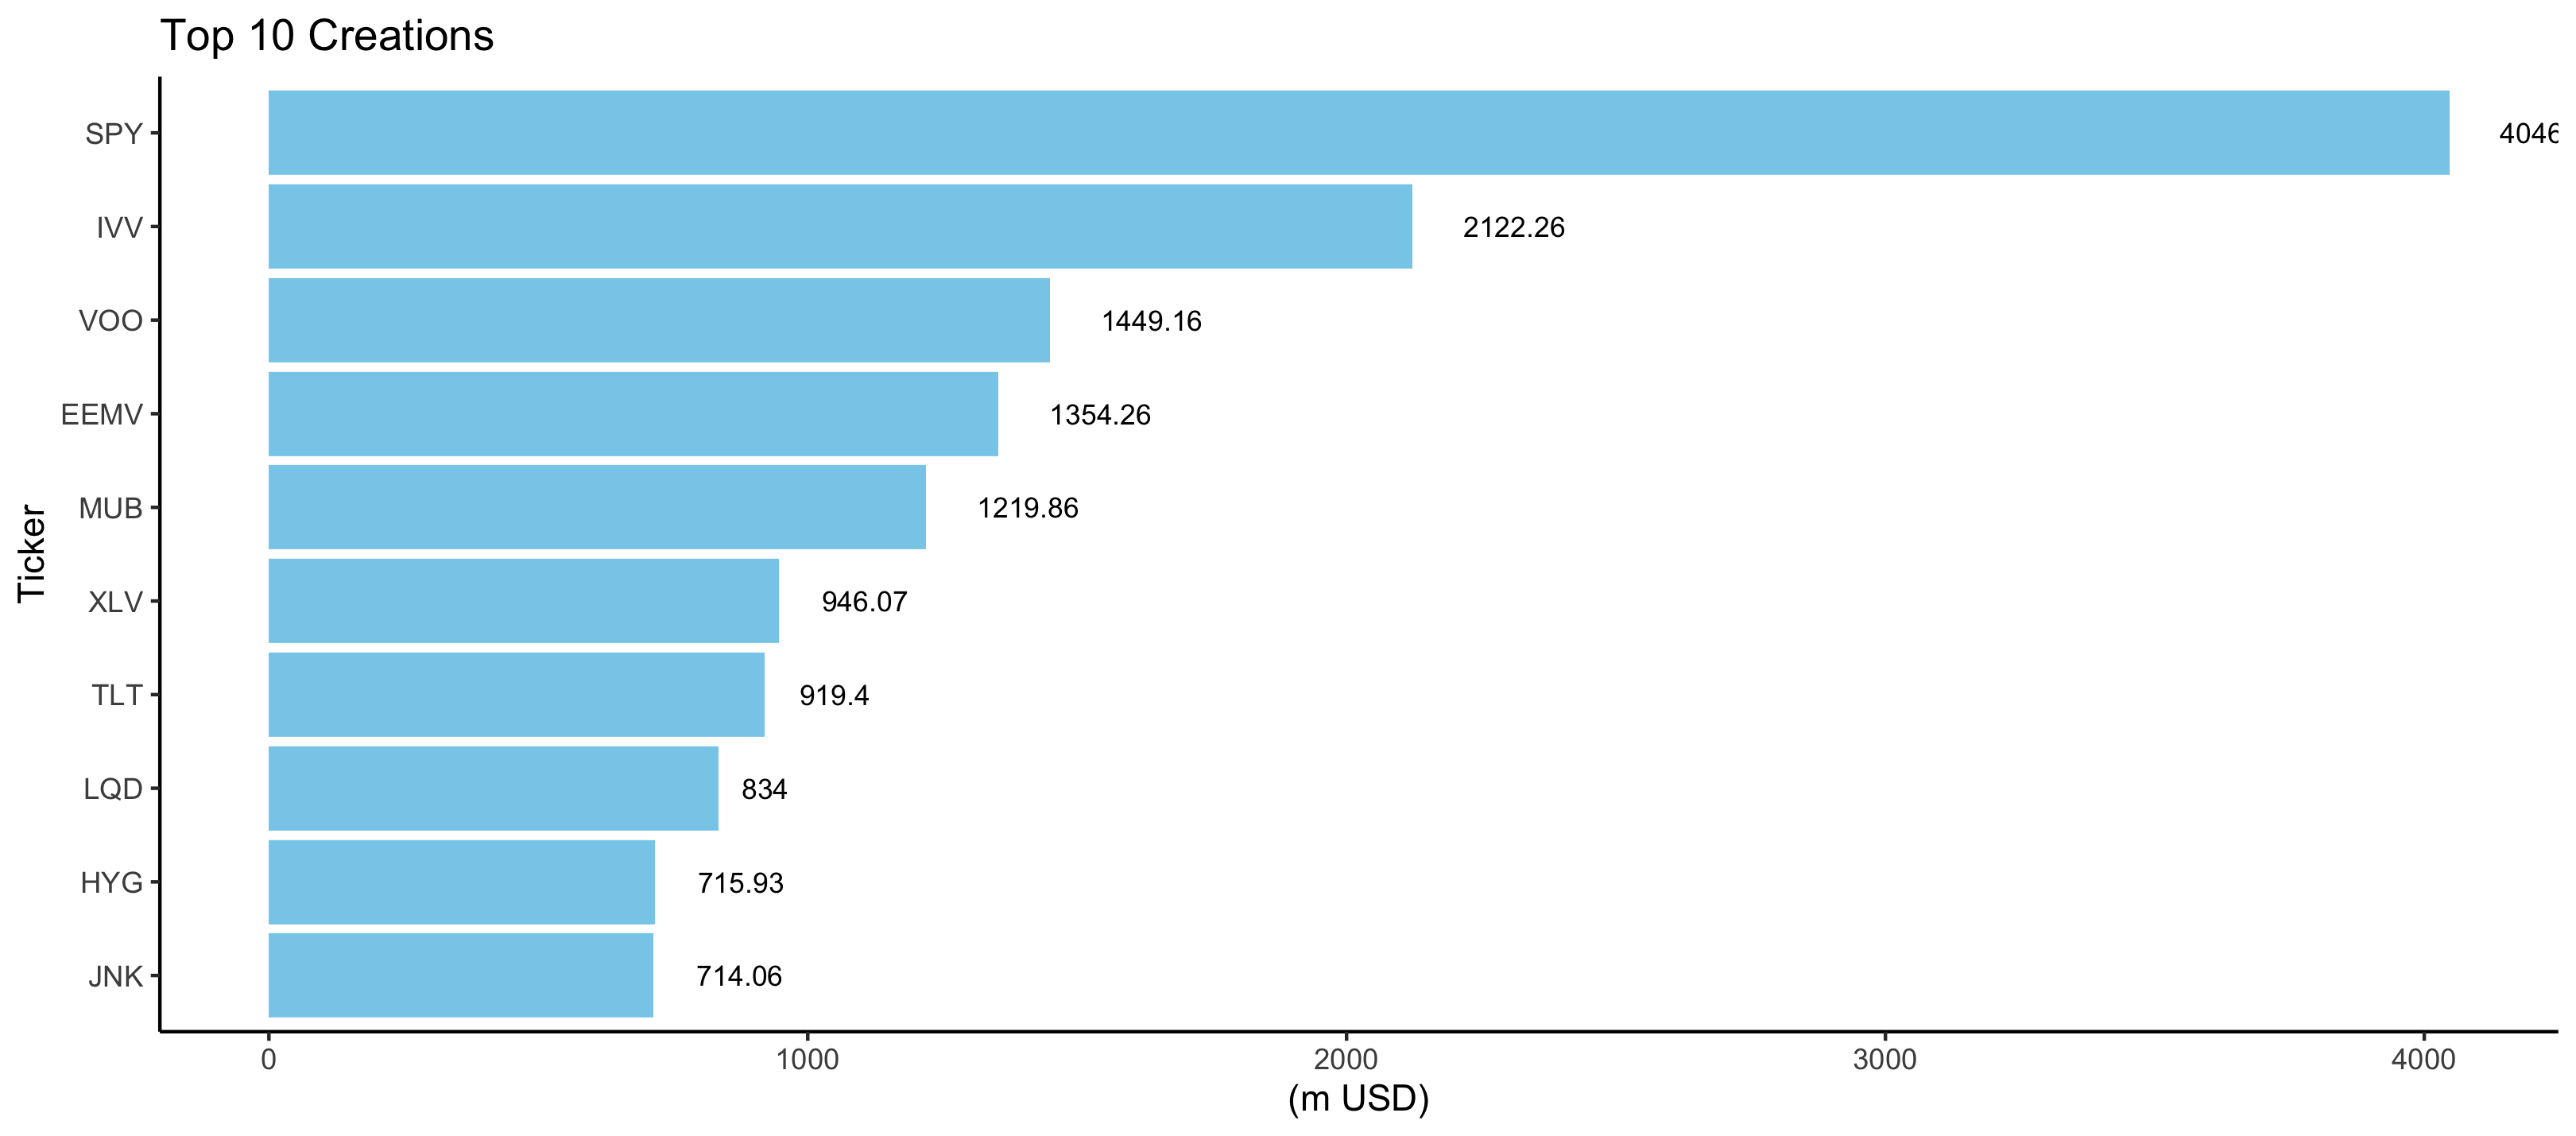 Top 10 Creations
SPY 4046
IVV 2122.26
VOO 1449.16
EEMV 1354.26
MUB 1219.86
XLV 946.07
TLT 919.4
LQD 834
HYG 715.93
JNK 714.06
Ticker
0 1000 2000 3000 4000
(m USD)